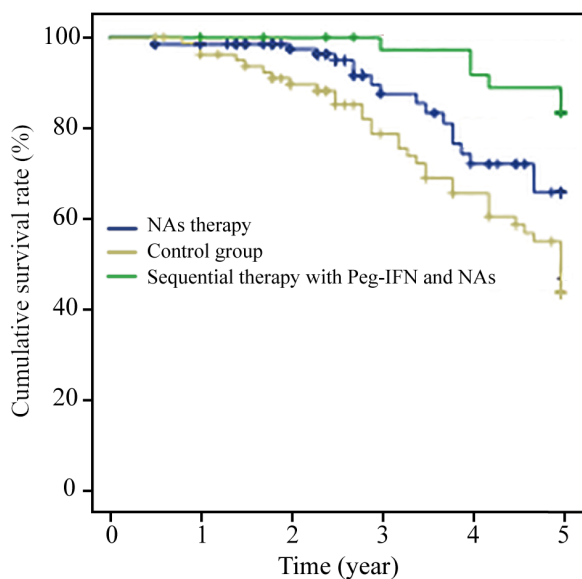 Cumulative survival rate (%)
100
80
60
40
20
0
NAs therapy
Control group
Sequential therapy with Peg-IFN and NAs
0 1 2 3 4 5
Time (year)